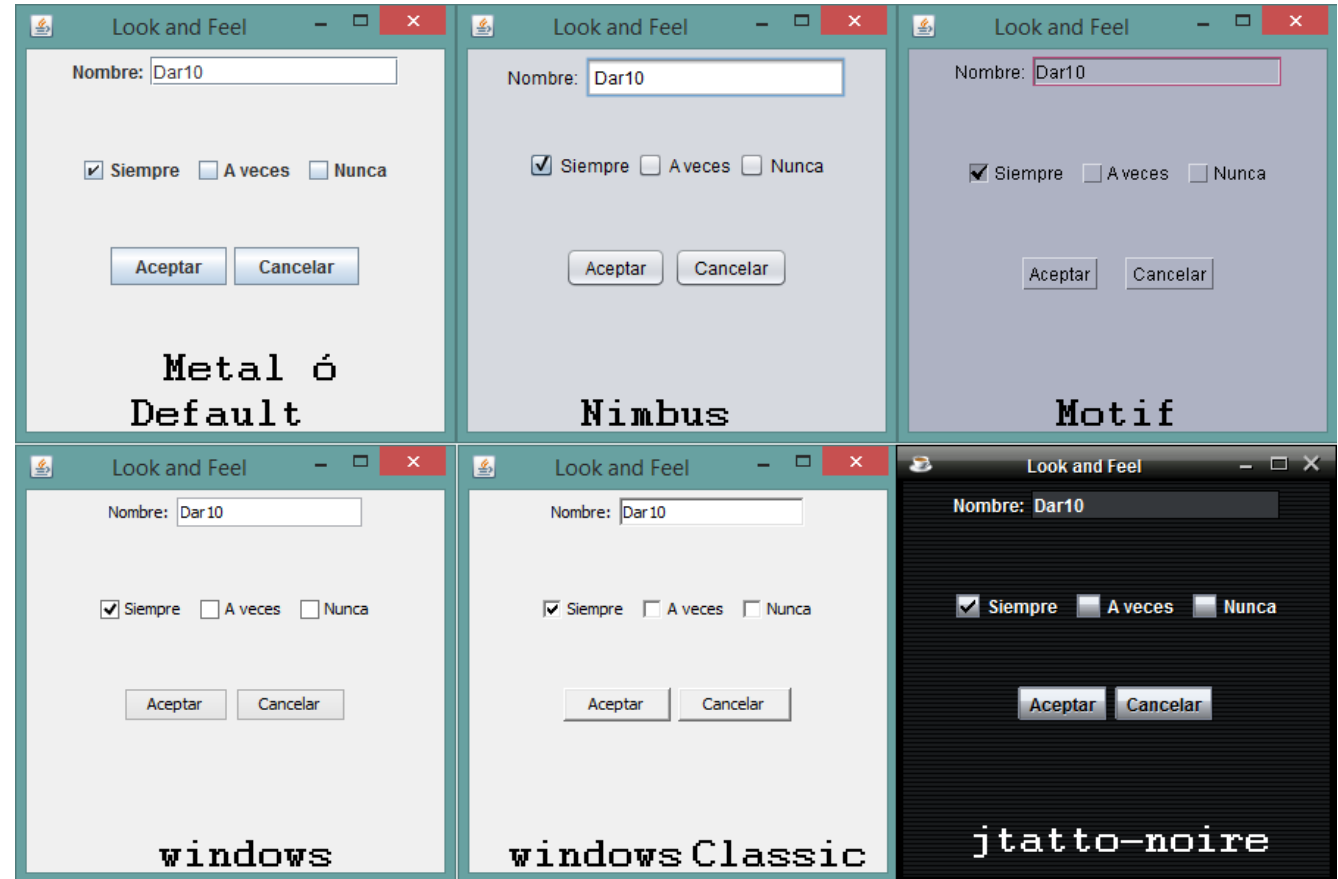 Look and Feel
Nombre: Dar10
Siempre A veces Nunca
Aceptar Cancelar
Metal ó
Default
Look and Feel
Nombre: Dar10
Siempre A veces Nunca
Aceptar Cancelar
Nimbus
Look and Feel
Nombre: Dar10
Siempre A veces Nunca
Aceptar Cancelar
Motif
Look and Feel
Nombre: Dar10
Siempre A veces Nunca
Aceptar Cancelar
windows
Look and Feel
Nombre: Dar10
Siempre A veces Nunca
Aceptar Cancelar
windows Classic
Look and Feel
Nombre: Dar10
Siempre A veces Nunca
Aceptar Cancelar
jtatto-noire